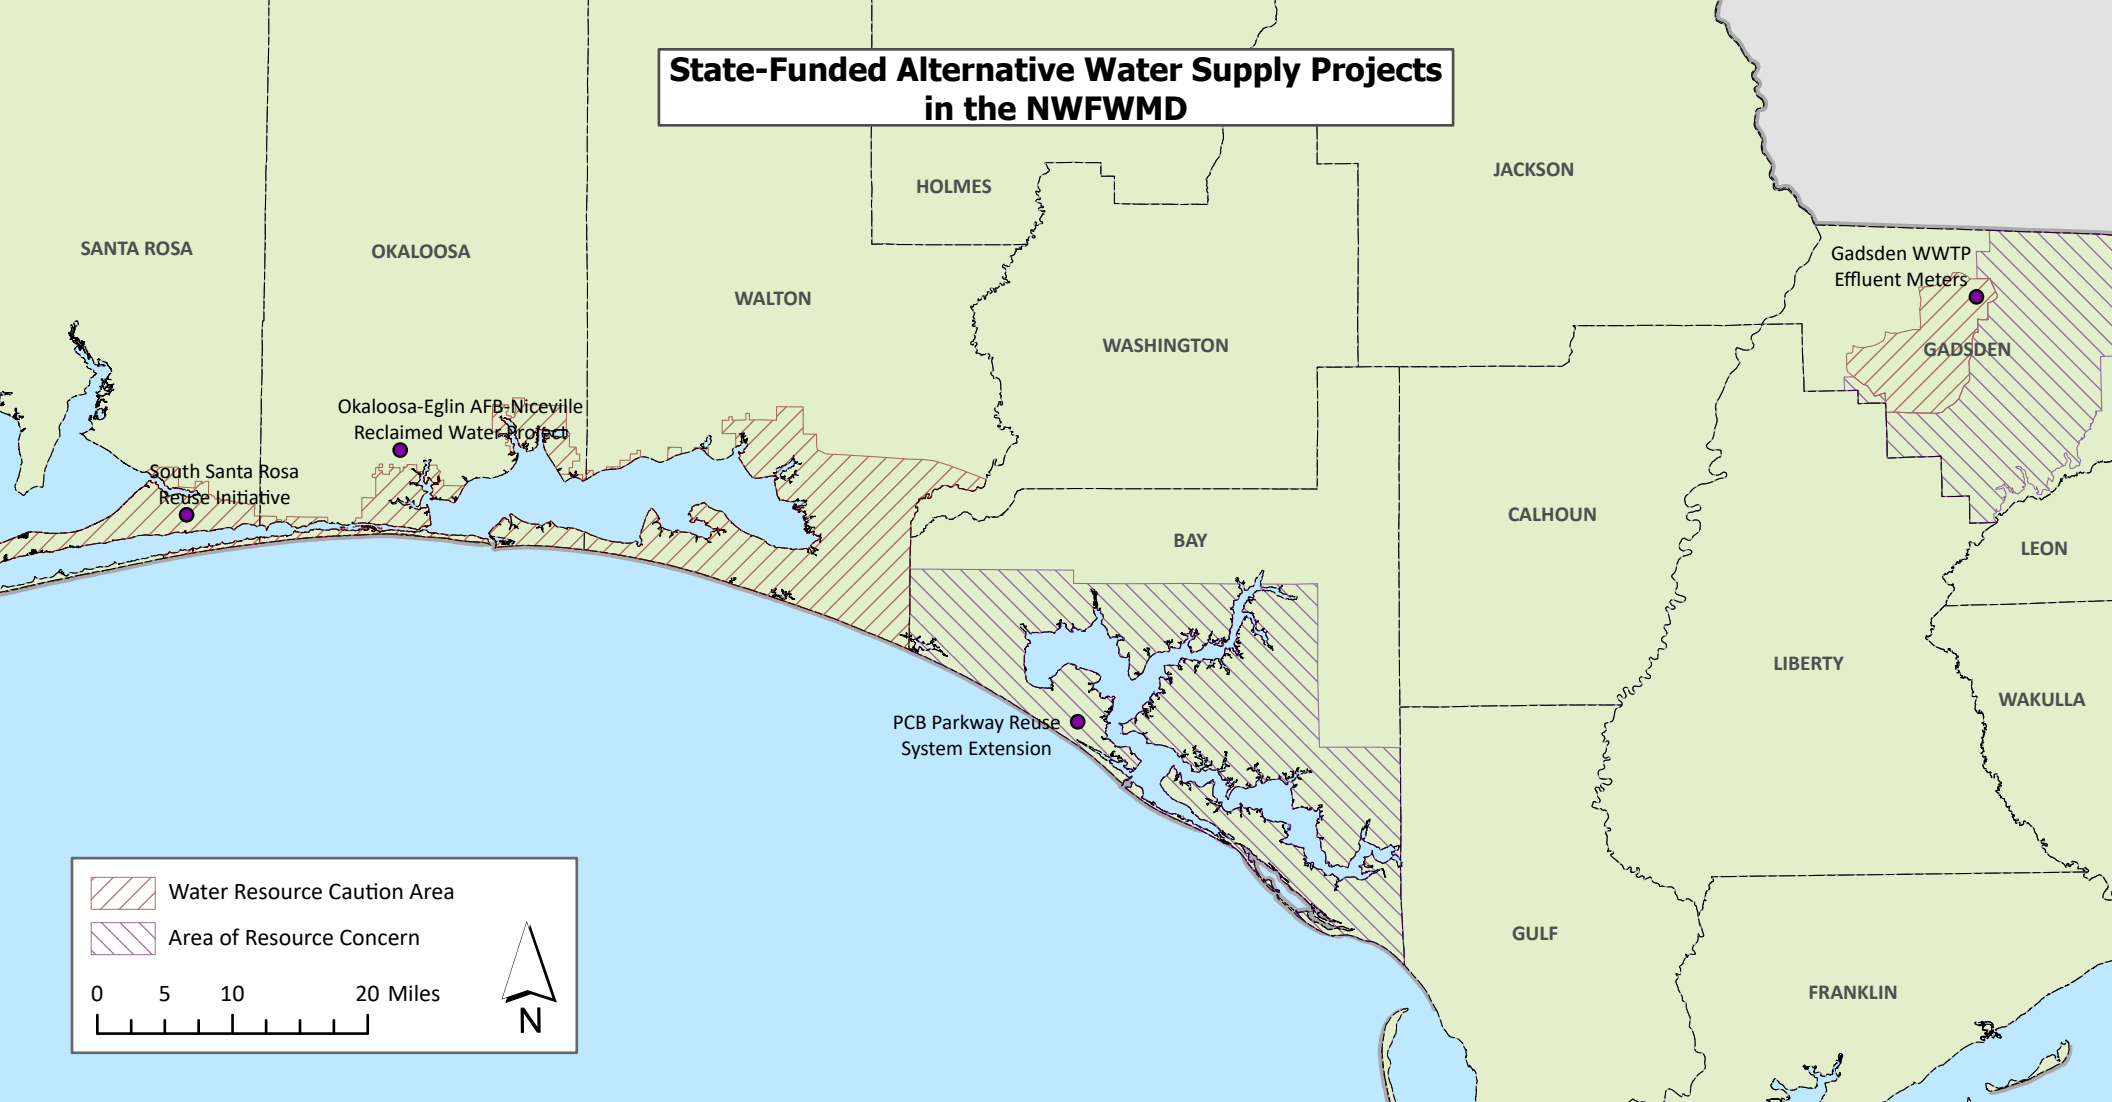 State-Funded Alternative Water Supply Projects
in the NWFWMD
JACKSON
HOLMES
SANTA ROSA
OKALOOSA
Gadsden WWTP
Effluent Meters
WALTON
WASHINGTON
GADSDEN
Okaloosa-Eglin AFB-Niceville
Reclaimed Water Project
South Santa Rosa
Reuse Initiative
CALHOUN
BAY
LEON
LIBERTY
WAKULLA
PCB Parkway Reuse
System Extension
GULF
FRANKLIN
Water Resource Caution Area
Area of Resource Concern
0 5 10 20 Miles
N